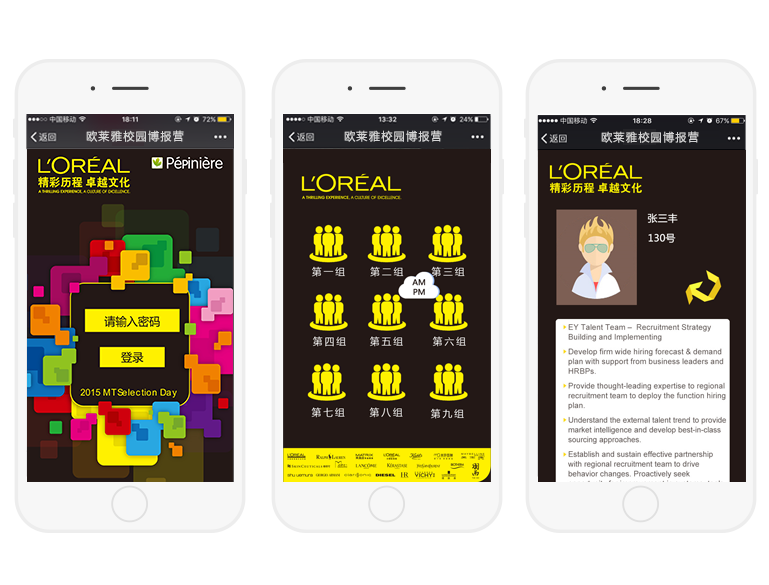 中国移动 18:11 72%
返回 欧莱雅校园博报营
L'ORÉAL Pépinière
精彩历程 卓越文化
A THRILLING EXPERIENCE, A CULTURE OF EXCELLENCE.
请输入密码
登录
2015 MTSelection Day
中国移动 13:32 24%
返回 欧莱雅校园博报营
L'ORÉAL
A THRILLING EXPERIENCE, A CULTURE OF EXCELLENCE.
第一组 第二组 第三组
AM
PM
第四组 第五组 第六组
第七组 第八组 第九组
L'ORÉAL RALPH LAUREN MATRIX L'ORÉAL
LANCÔME KÉRASTASE
shu uemura GIORGIO ARMANI DIESEL VICHY
中国移动 18:28 67%
返回 欧莱雅校园博报营
L'ORÉAL
精彩历程 卓越文化
张三丰
130号
EY Talent Team – Recruitment Strategy
Building and Implementing
Develop firm wide hiring forecast & demand
plan with support from business leaders and
HRBPs.
Provide thought-leading expertise to regional
recruitment team to deploy the function hiring
plan.
Understand the external talent trend to provide
market intelligence and develop best-in-class
sourcing approaches.
Establish and sustain effective partnership
with regional recruitment team to drive
behavior changes. Proactively seek